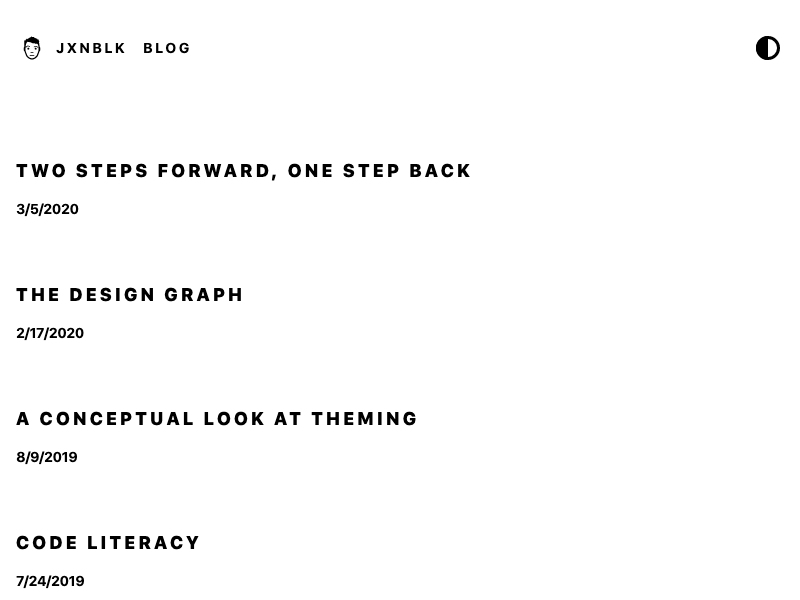 JXNBLK BLOG
TWO STEPS FORWARD, ONE STEP BACK
3/5/2020
THE DESIGN GRAPH
2/17/2020
A CONCEPTUAL LOOK AT THEMING
8/9/2019
CODE LITERACY
7/24/2019